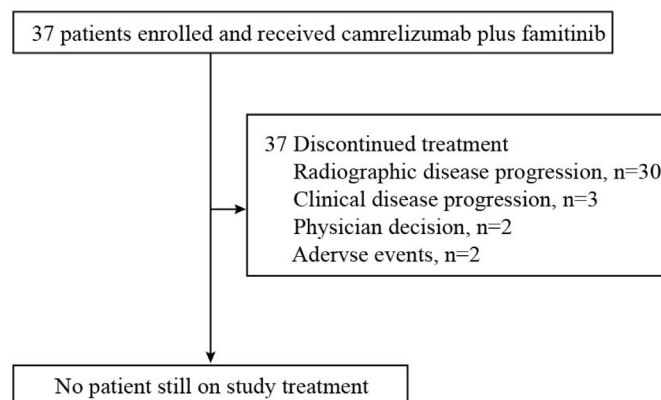 37 patients enrolled and received camrelizumab plus famitinib
37 Discontinued treatment
Radiographic disease progression, n=30
Clinical disease progression, n=3
Physician decision, n=2
Adervse events, n=2
No patient still on study treatment